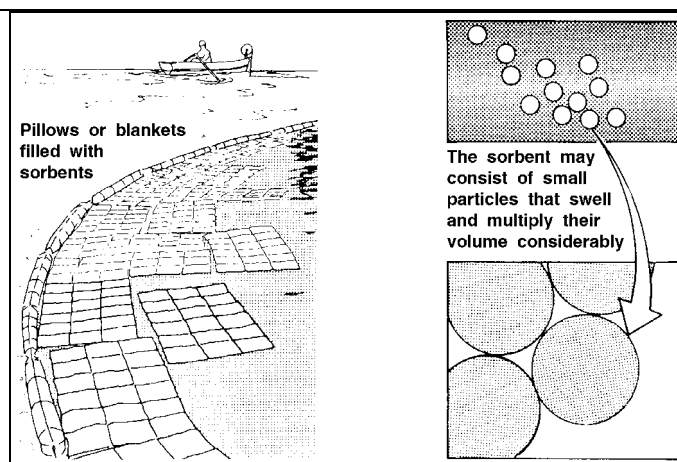 Pillows or blankets
filled with
sorbents
The sorbent may
consist of small
particles that swell
and multiply their
volume considerably